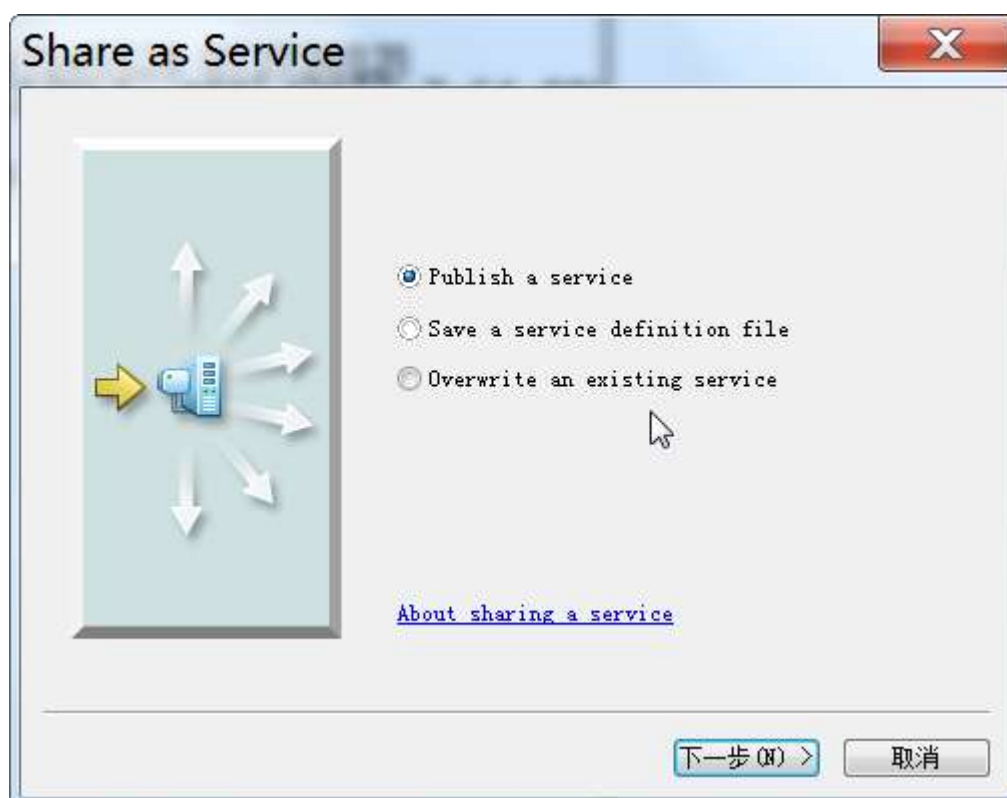 Share as Service
Publish a service
Save a service definition file
Overwrite an existing service
About sharing a service
下一步(N) >
取消